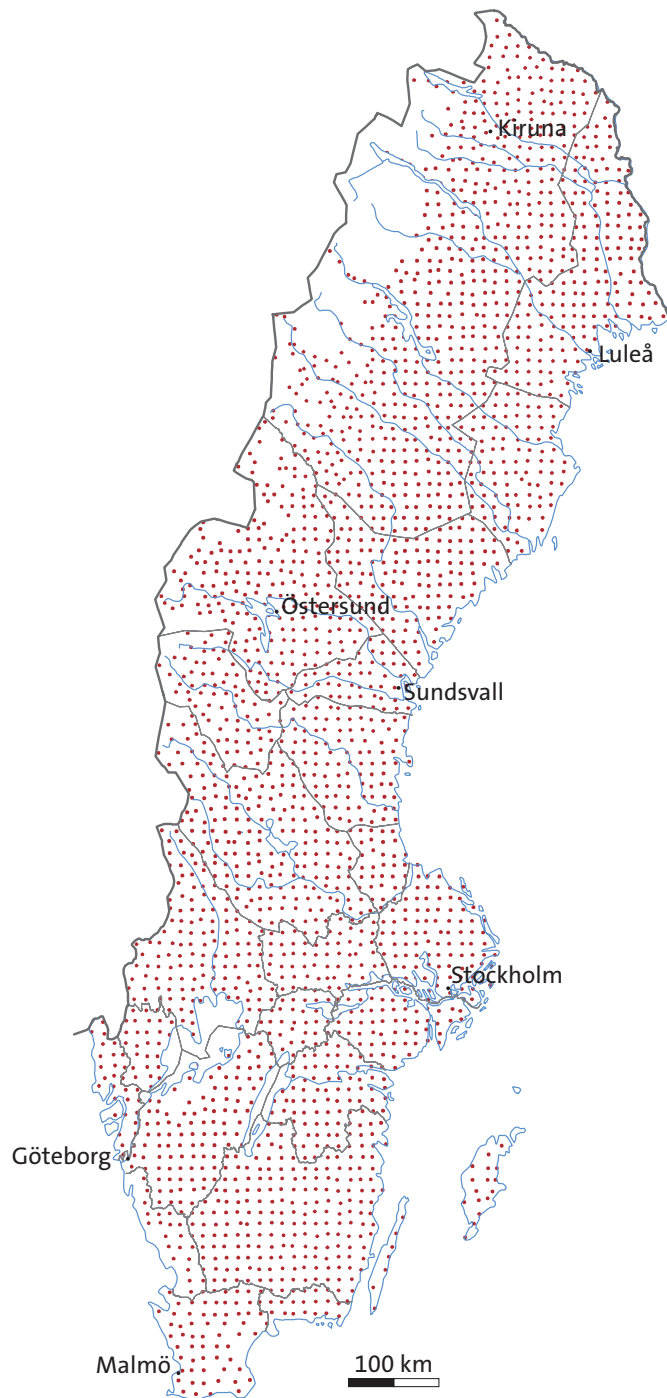 Kiruna
Luleå
Östersund
Sundsvall
Stockholm
Göteborg
Malmö
100 km